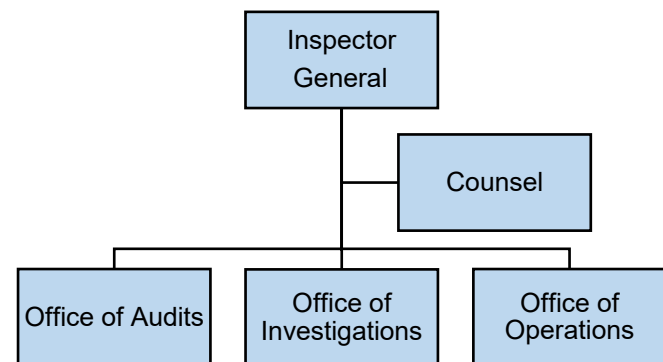 Inspector
General
Counsel
Office of Audits
Office of
Investigations
Office of
Operations